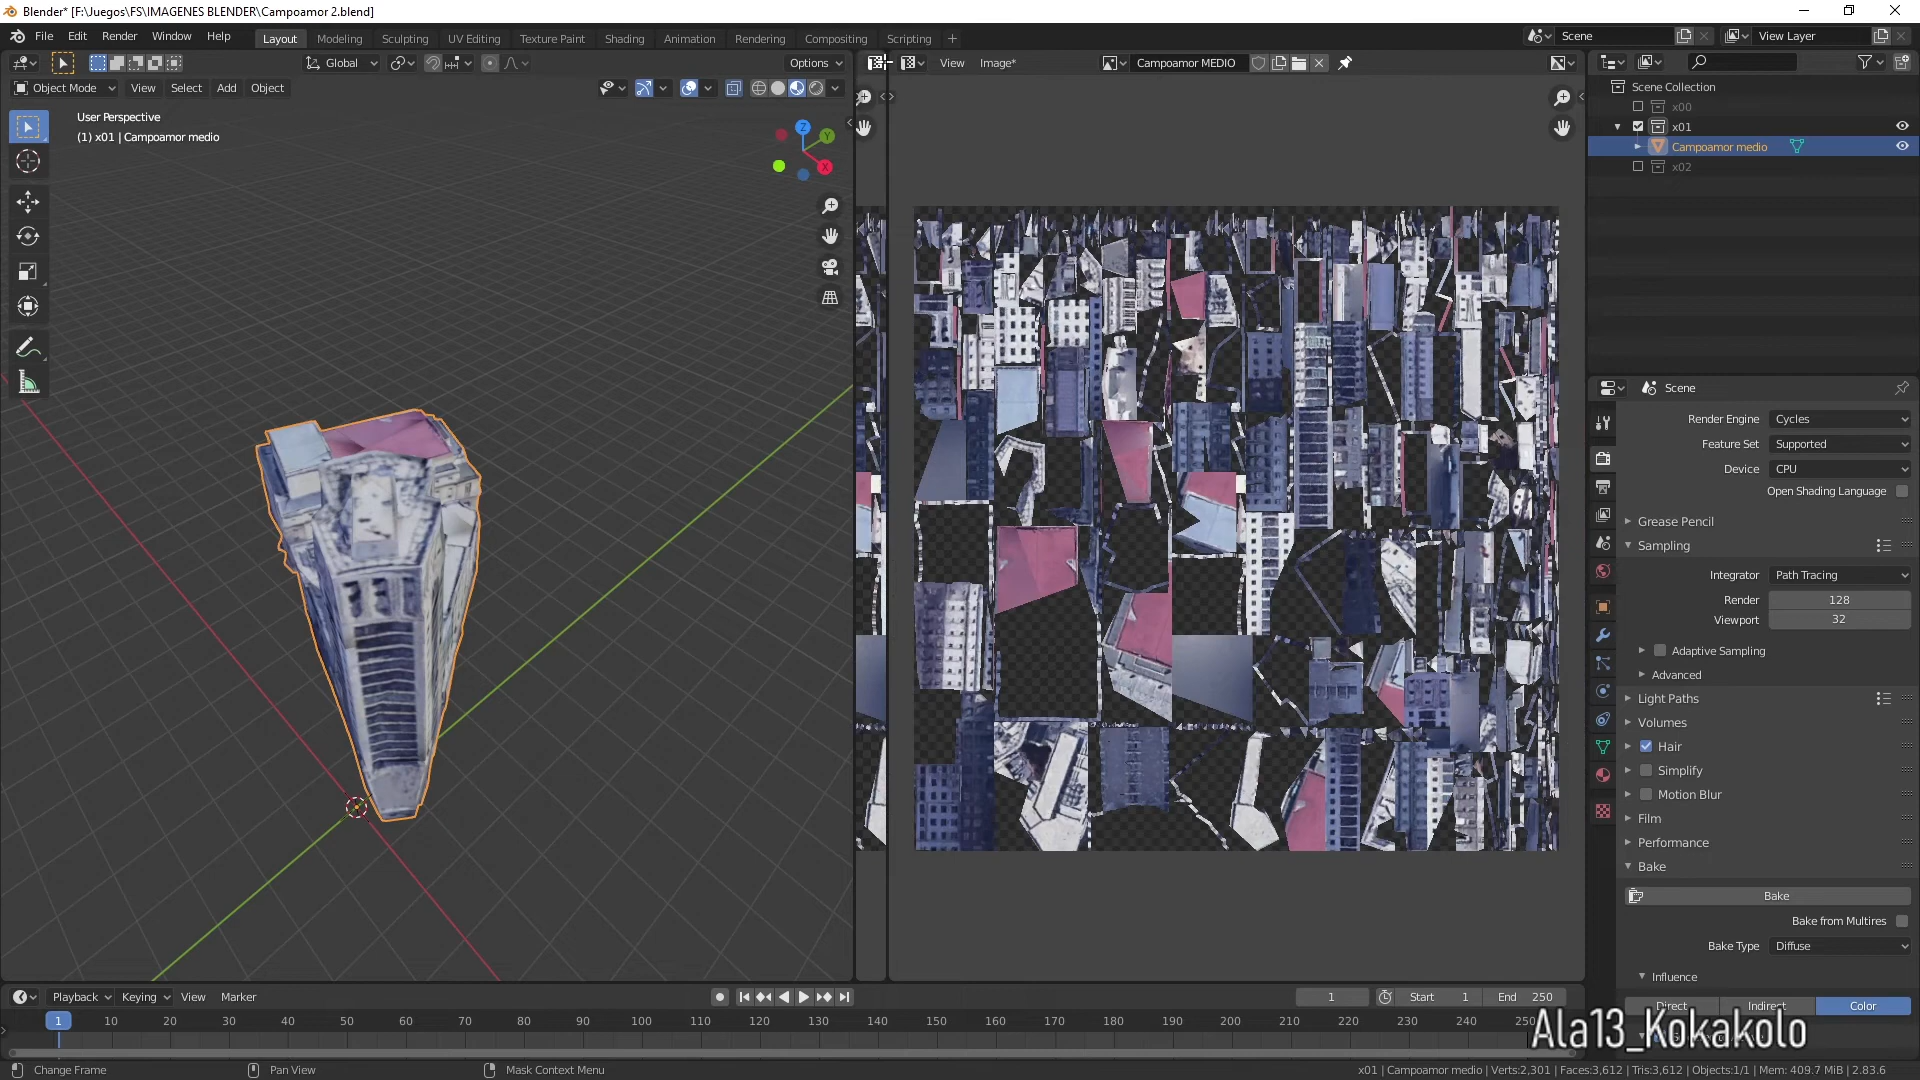 Blender* [F:\Juegos\FS\IMAGENES BLENDER\Campoamor 2.blend]
File Edit Render Window Help
Layout Modeling Sculpting UV Editing Texture Paint Shading Animation Rendering Compositing Scripting +
Scene
View Layer
Global
Options
View Image*
Campoamor MEDIO
Object Mode View Select Add Object
User Perspective
(1) x01 | Campoamor medio
Z
Y
X
Scene Collection
x00
x01
Campoamor medio
x02
Scene
Render Engine Cycles
Feature Set Supported
Device CPU
Open Shading Language
Grease Pencil
Sampling
Integrator Path Tracing
Render 128
Viewport 32
Adaptive Sampling
Advanced
Light Paths
Volumes
Hair
Simplify
Motion Blur
Film
Performance
Bake
Bake
Bake from Multires
Bake Type Diffuse
Influence
Direct Indirect Color
Playback Keying View Marker
1
Start 1
End 250
1 10 20 30 40 50 60 70 80 90 100 110 120 130 140 150 160 170 180 190 200 210 220 230 240 250
Ala13_Kokakolo
Change Frame
Pan View
Mask Context Menu
x01 | Campoamor medio | Verts:2,301 | Faces:3,612 | Tris:3,612 | Objects:1/1 | Mem: 409.7 MiB | 2.83.6